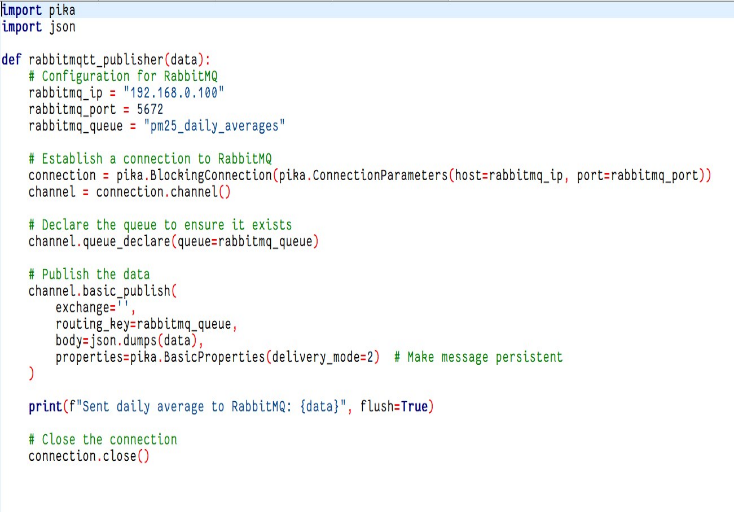 import pika
import json

def rabbitmqtt_publisher(data):
    # Configuration for RabbitMQ
    rabbitmq_ip = "192.168.0.100"
    rabbitmq_port = 5672
    rabbitmq_queue = "pm25_daily_averages"

    # Establish a connection to RabbitMQ
    connection = pika.BlockingConnection(pika.ConnectionParameters(host=rabbitmq_ip, port=rabbitmq_port))
    channel = connection.channel()

    # Declare the queue to ensure it exists
    channel.queue_declare(queue=rabbitmq_queue)

    # Publish the data
    channel.basic_publish(
        exchange='',
        routing_key=rabbitmq_queue,
        body=json.dumps(data),
        properties=pika.BasicProperties(delivery_mode=2)  # Make message persistent
    )

    print(f"Sent daily average to RabbitMQ: {data}", flush=True)

    # Close the connection
    connection.close()